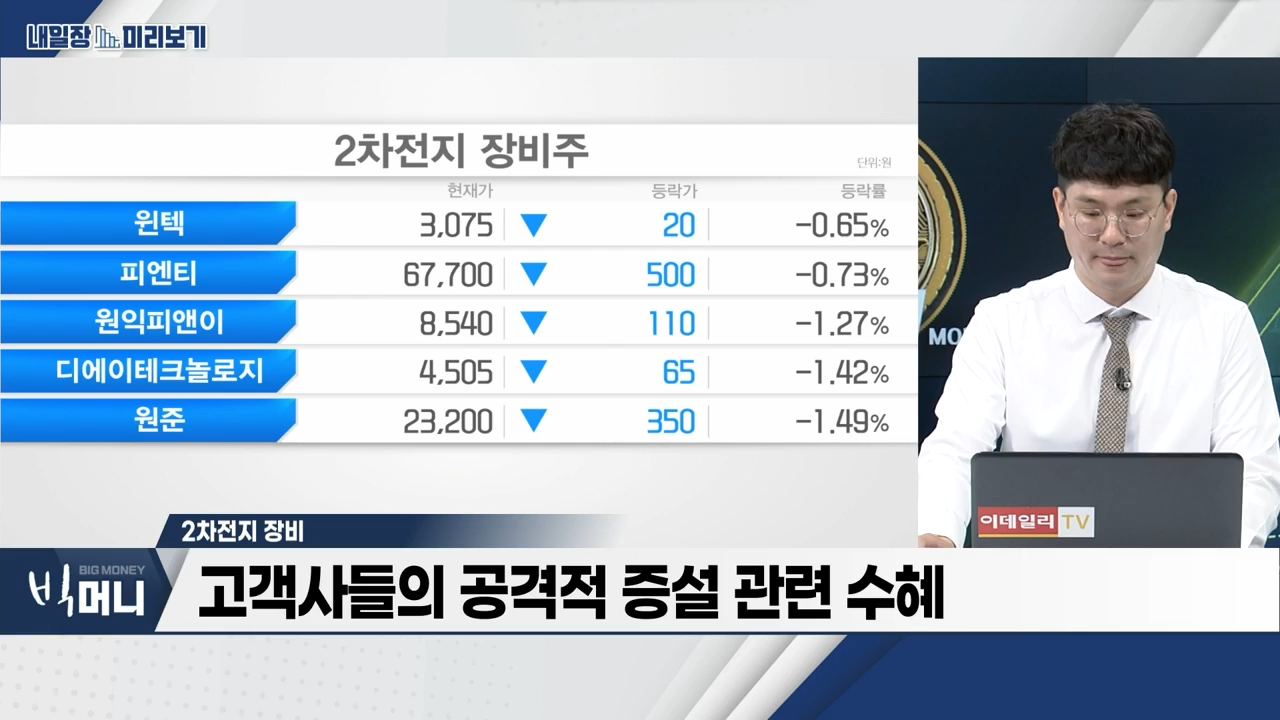 내일장 미리보기
2차전지 장비주
단위:원
현재가 등락가 등락률
윈텍 3,075 ▼ 20 -0.65%
피엔티 67,700 ▼ 500 -0.73%
원익피앤이 8,540 ▼ 110 -1.27%
디에이테크놀로지 4,505 ▼ 65 -1.42%
원준 23,200 ▼ 350 -1.49%
이데일리 TV
2차전지 장비
BIG MONEY
빅머니
고객사들의 공격적 증설 관련 수혜